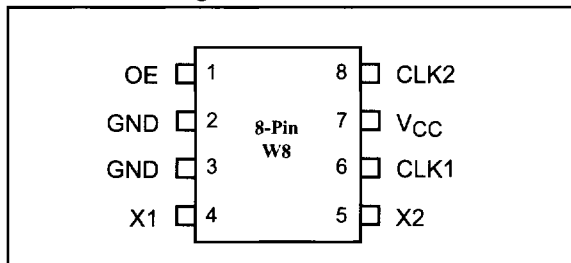 OE 1 8 CLK2
GND 2 8-Pin 7 VCC
GND 3 W8 6 CLK1
X1 4 5 X2